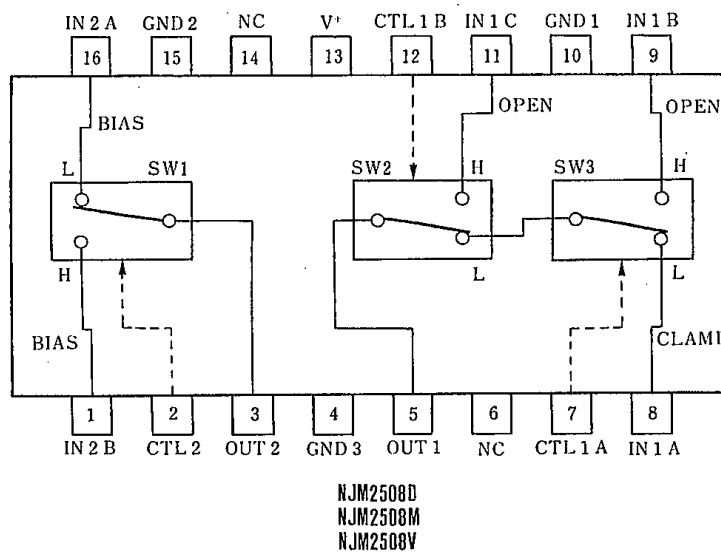 IN 2 A GND 2 NC V+ CTL 1 B IN 1 C GND 1 IN 1 B
16 15 14 13 12 11 10 9
BIAS OPEN OPEN
L SW1 SW2 H SW3 H
H L L
BIAS CLAMP
1 2 3 4 5 6 7 8
IN 2 B CTL 2 OUT 2 GND 3 OUT 1 NC CTL 1 A IN 1 A
NJM2508D
NJM2508M
NJM2508V